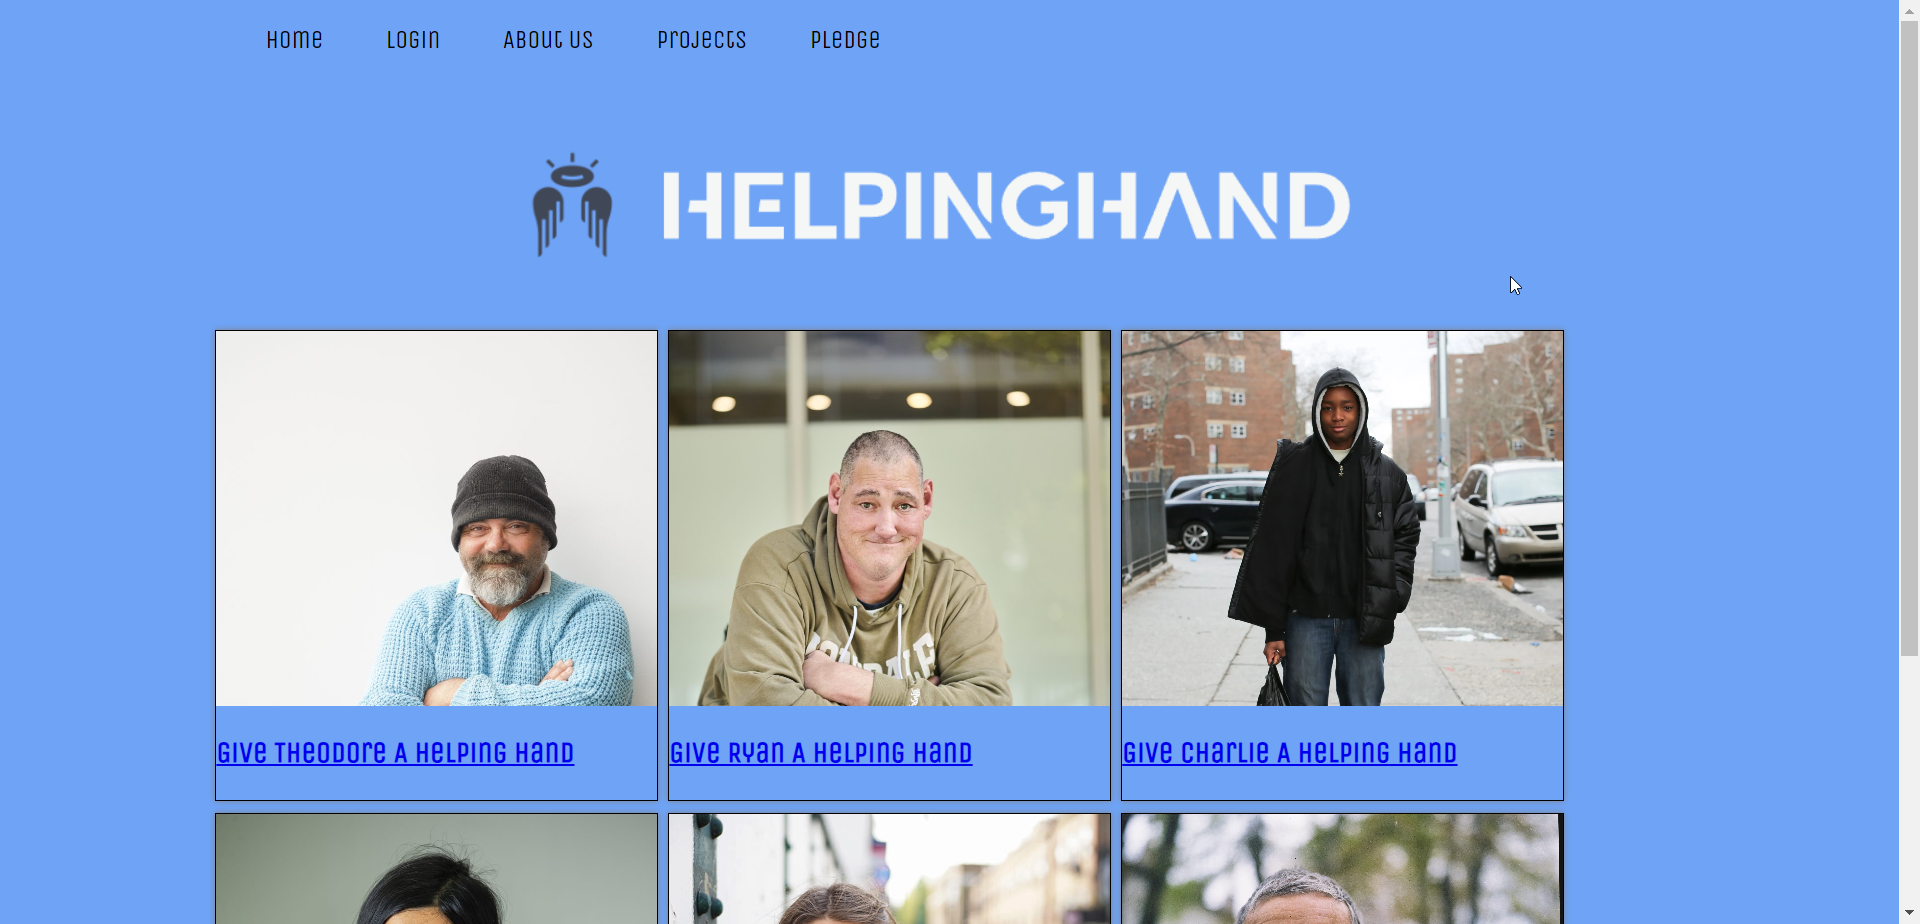 Home LOGIN ABOUT US PROJECTS PLEDGE
HELPINGHAND
GIVE THEODORE A HELPING HAND GIVE RYAN A HELPING HAND GIVE CHARLIE A HELPING HAND